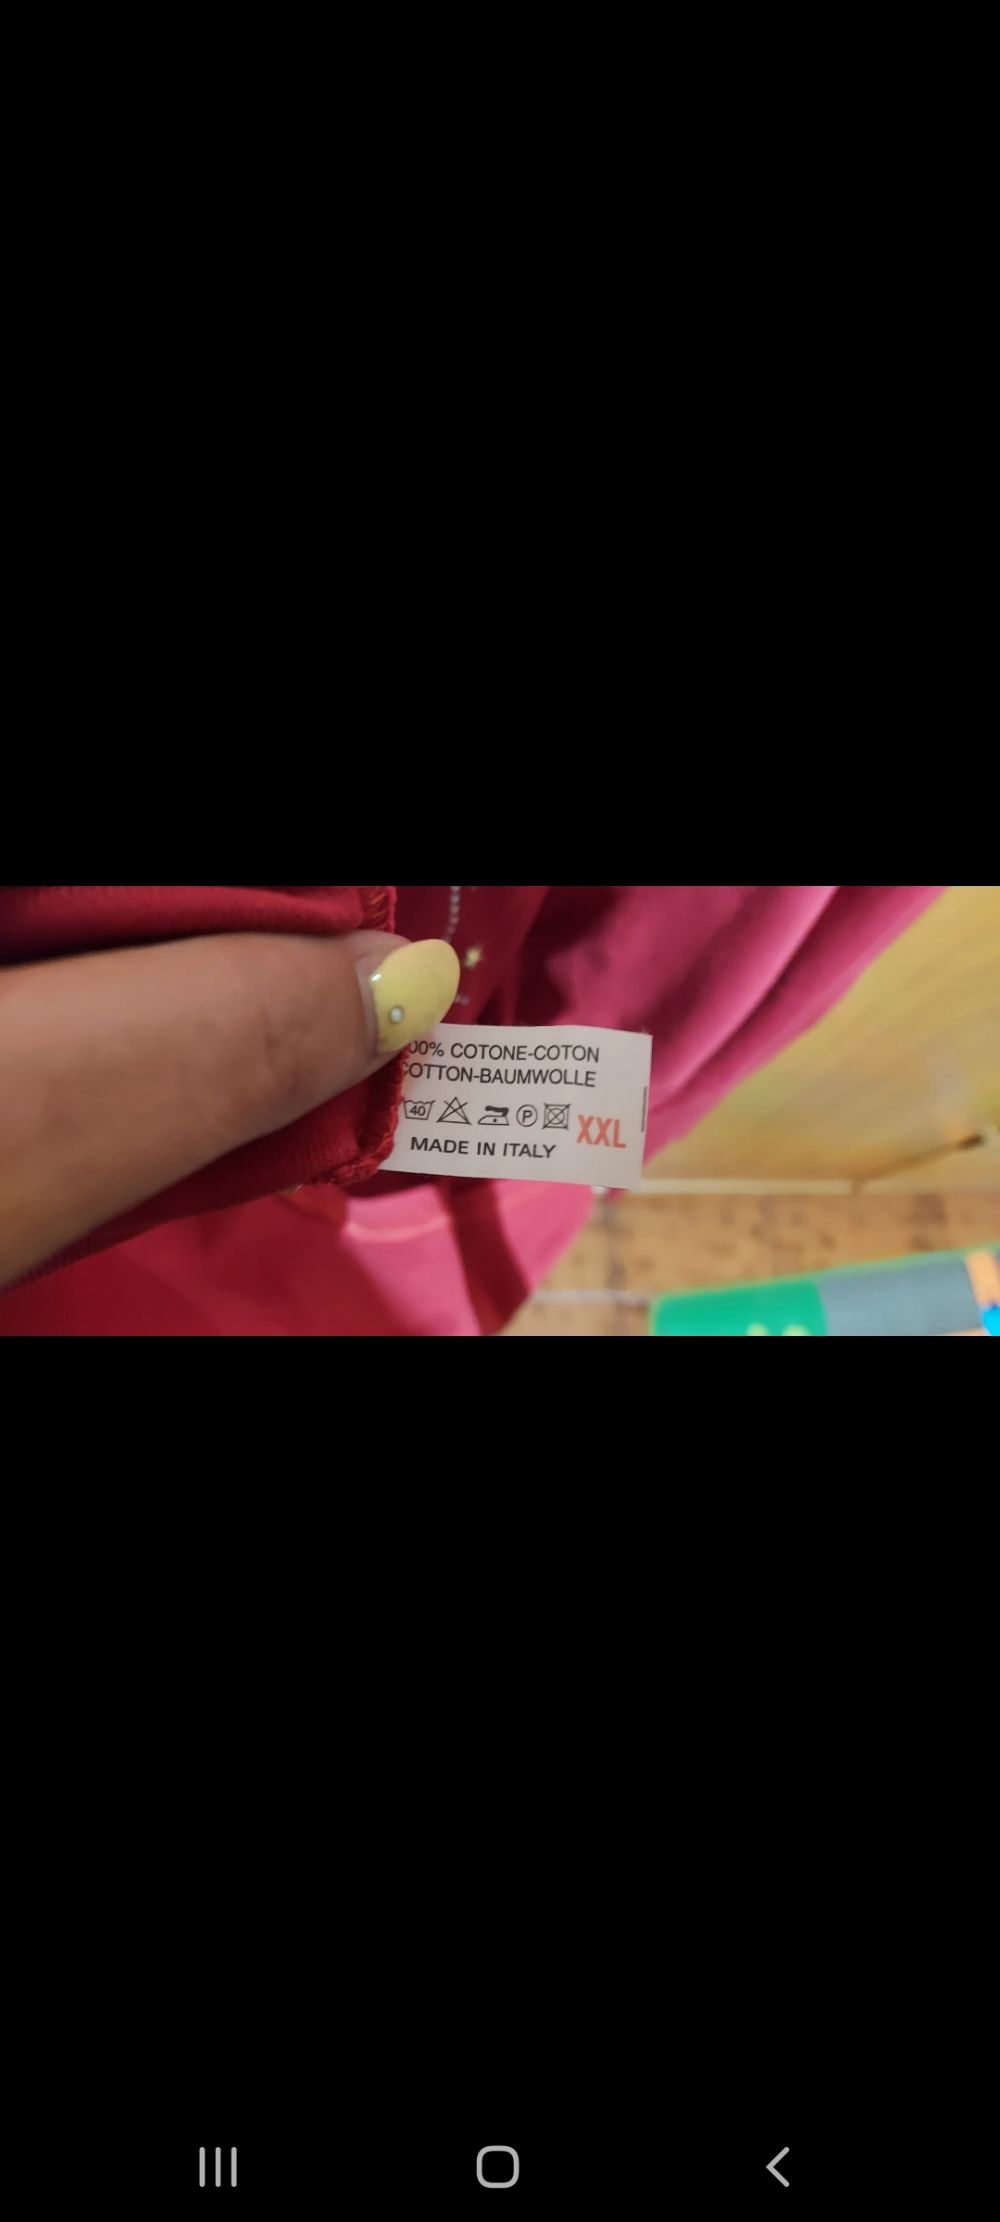 00% COTONE-COTON
COTTON-BAUMWOLLE
40 P XXL
MADE IN ITALY